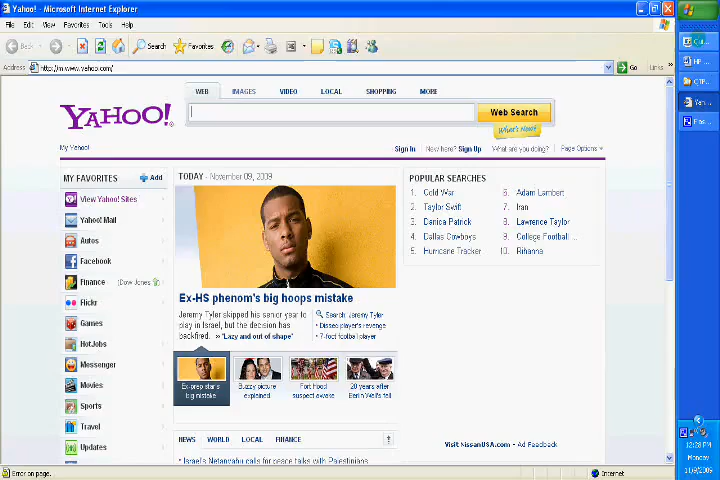 Yahoo! - Microsoft Internet Explorer
File Edit View Favorites Tools Help
Back Search Favorites
Address http://m.www.yahoo.com/ Go Links
WEB IMAGES VIDEO LOCAL SHOPPING MORE
YAHOO!
Web Search
What's New?
My Yahoo! Sign In New here? Sign Up What are you doing? Page Options
MY FAVORITES Add
View Yahoo! Sites
Yahoo! Mail
Autos
Facebook
Finance (Dow Jones)
Flickr
Games
HotJobs
Messenger
Movies
Sports
Travel
Updates
TODAY - November 09, 2009
Ex-HS phenom's big hoops mistake
Jeremy Tyler skipped his senior year to
play in Israel, but the decision has
backfired. » 'Lazy and out of shape'
Search: Jeremy Tyler
• Dissed player's revenge
• 7-foot football player
Ex-prep star's
big mistake
Buzzy picture
explained
Fort Hood
suspect awake
20 years after
Berlin Wall's fall
NEWS WORLD LOCAL FINANCE
• Israel's Netanyahu calls for peace talks with Palestinians
POPULAR SEARCHES
1. Cold War
2. Taylor Swift
3. Danica Patrick
4. Dallas Cowboys
5. Hurricane Tracker
6. Adam Lambert
7. Iran
8. Lawrence Taylor
9. College Football ...
10. Rihanna
Visit NissanUSA.com - Ad Feedback
Error on page. Internet
start
HP ...
Yah...
12:28 PM
Monday
11/9/2009